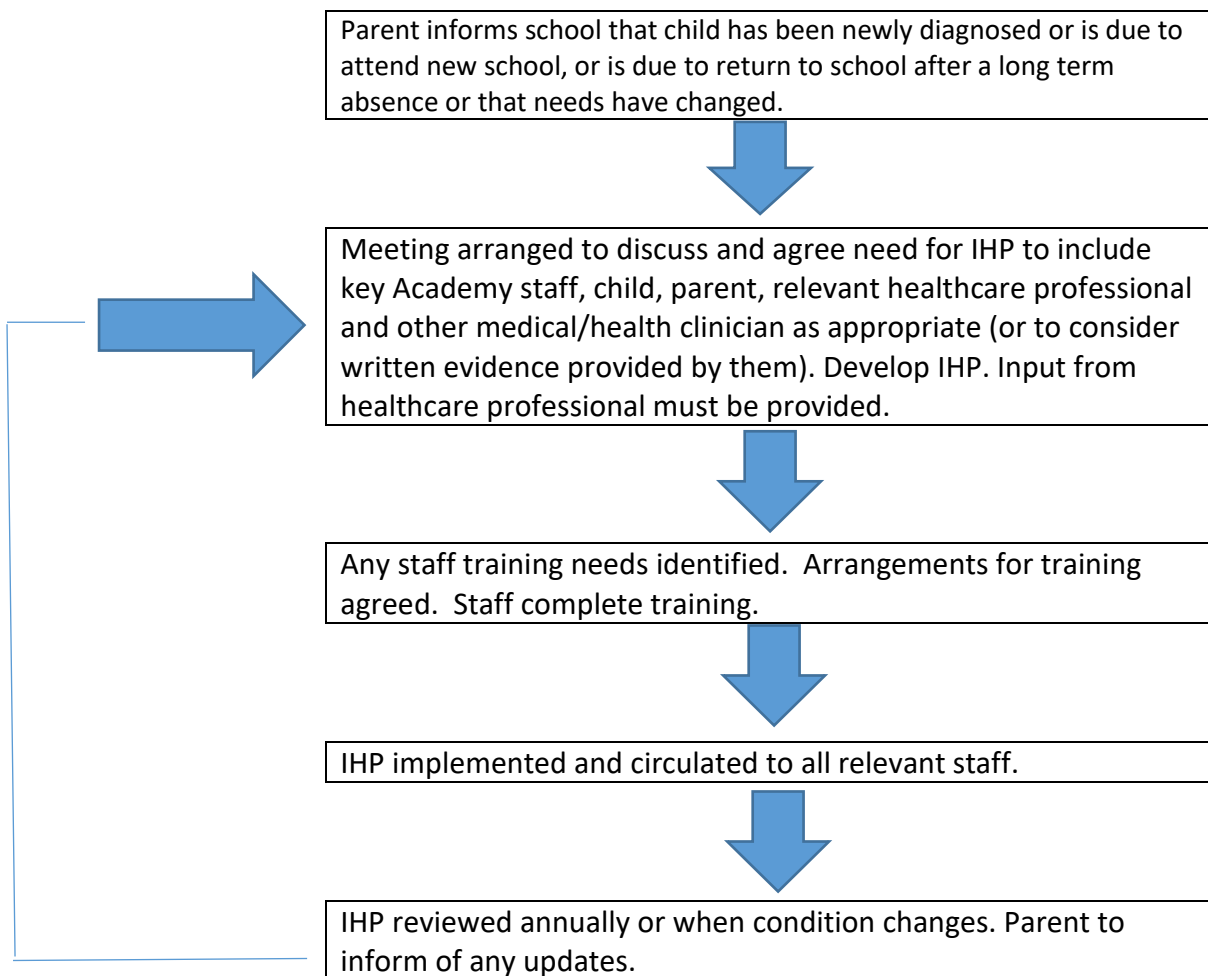 Parent informs school that child has been newly diagnosed or is due to
attend new school, or is due to return to school after a long term
absence or that needs have changed.
Meeting arranged to discuss and agree need for IHP to include
key Academy staff, child, parent, relevant healthcare professional
and other medical/health clinician as appropriate (or to consider
written evidence provided by them). Develop IHP. Input from
healthcare professional must be provided.
Any staff training needs identified.  Arrangements for training
agreed.  Staff complete training.
IHP implemented and circulated to all relevant staff.
IHP reviewed annually or when condition changes. Parent to
inform of any updates.